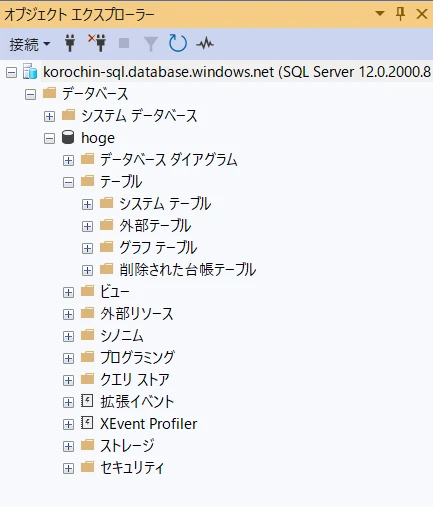 オブジェクト エクスプローラー
接続
korochin-sql.database.windows.net (SQL Server 12.0.2000.8
データベース
システム データベース
hoge
データベース ダイアグラム
テーブル
システム テーブル
外部テーブル
グラフ テーブル
削除された台帳テーブル
ビュー
外部リソース
シノニム
プログラミング
クエリ ストア
拡張イベント
XEvent Profiler
ストレージ
セキュリティ